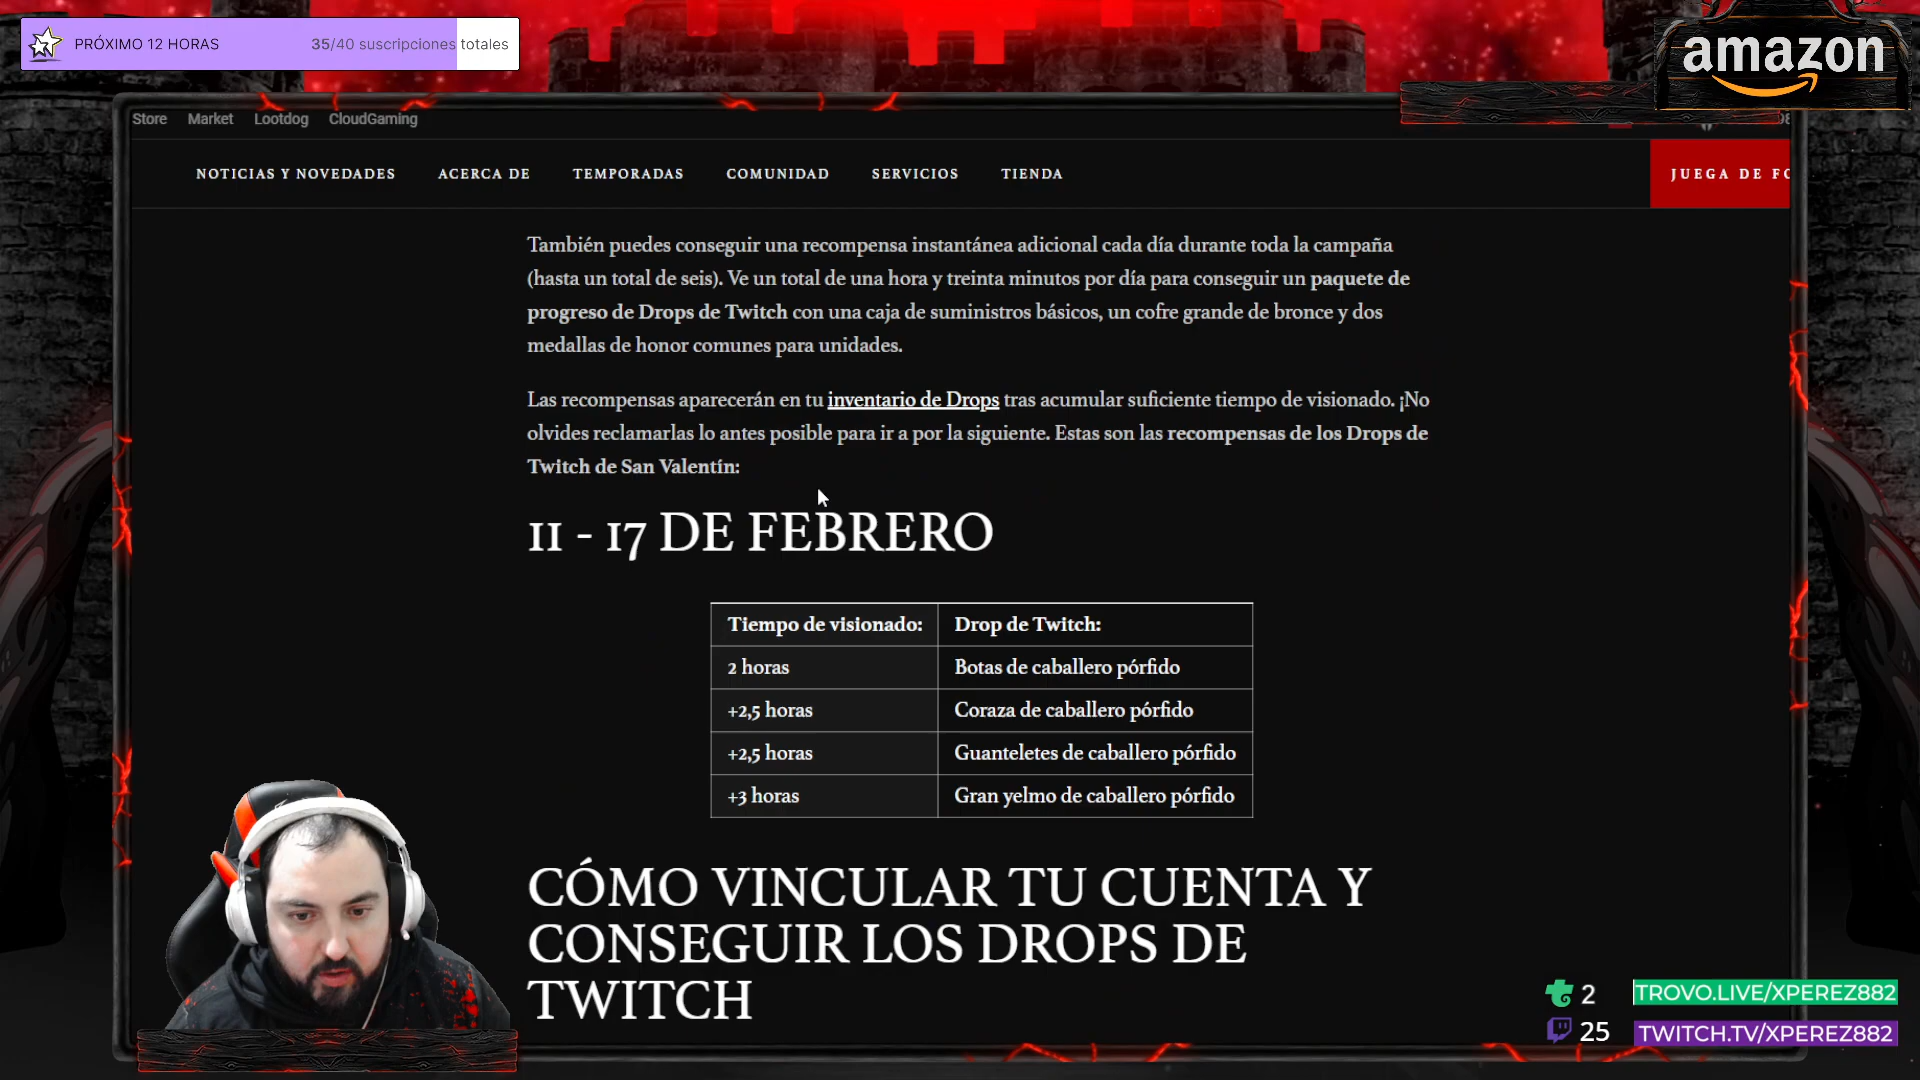 PRÓXIMO 12 HORAS
35/40 suscripciones totales
amazon
Store Market Lootdog CloudGaming
NOTICIAS Y NOVEDADES ACERCA DE TEMPORADAS COMUNIDAD SERVICIOS TIENDA
JUEGA DE FO
También puedes conseguir una recompensa instantánea adicional cada día durante toda la campaña
(hasta un total de seis). Ve un total de una hora y treinta minutos por día para conseguir un paquete de
progreso de Drops de Twitch con una caja de suministros básicos, un cofre grande de bronce y dos
medallas de honor comunes para unidades.
Las recompensas aparecerán en tu inventario de Drops tras acumular suficiente tiempo de visionado. ¡No
olvides reclamarlas lo antes posible para ir a por la siguiente. Estas son las recompensas de los Drops de
Twitch de San Valentín:
11 - 17 DE FEBRERO
Tiempo de visionado: Drop de Twitch:
2 horas Botas de caballero pórfido
+2,5 horas Coraza de caballero pórfido
+2,5 horas Guanteletes de caballero pórfido
+3 horas Gran yelmo de caballero pórfido
CÓMO VINCULAR TU CUENTA Y
CONSEGUIR LOS DROPS DE
TWITCH
2 TROVO.LIVE/XPEREZ882
25 TWITCH.TV/XPEREZ882